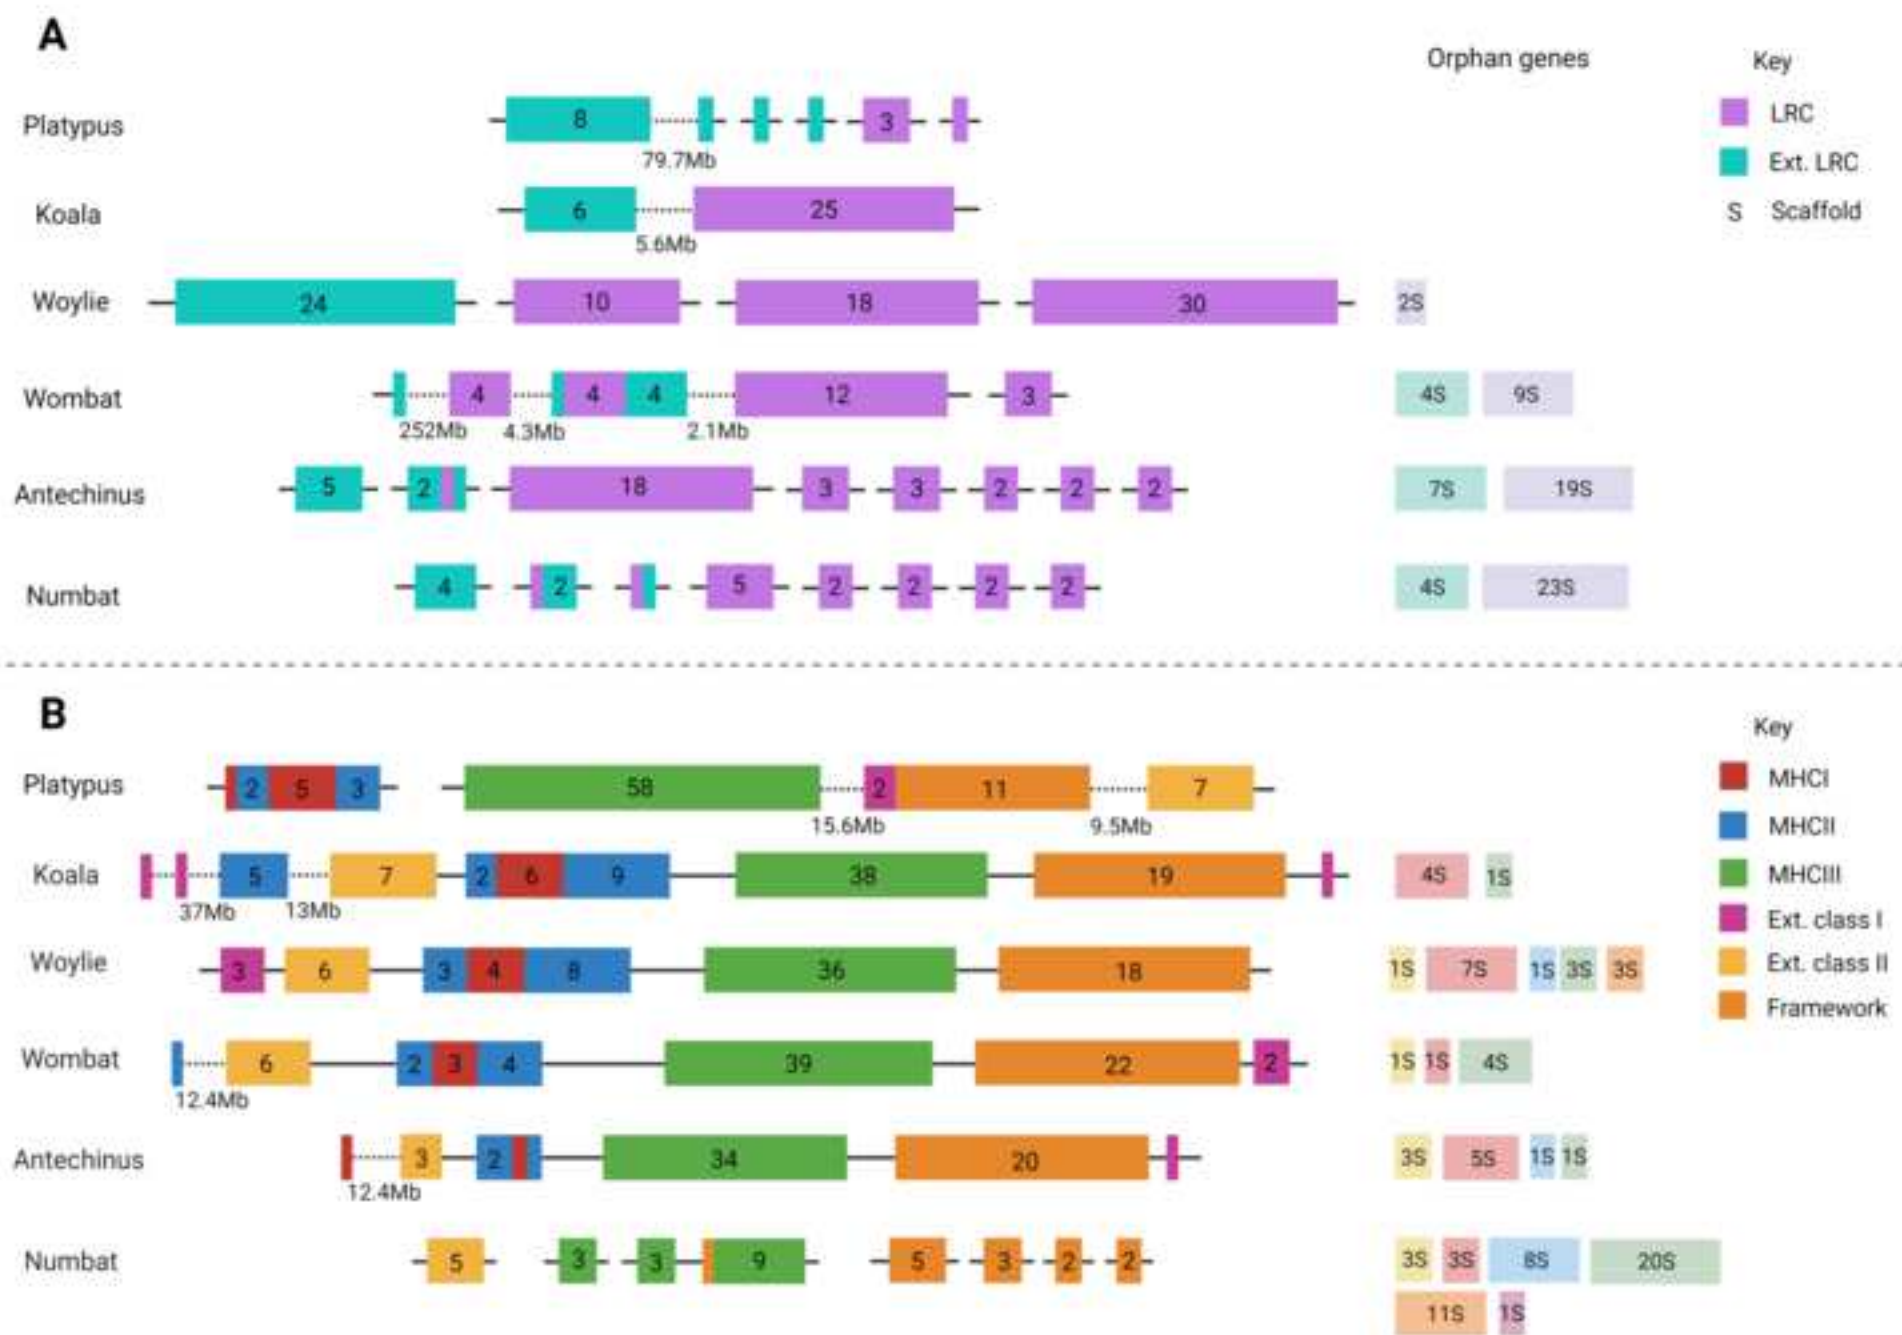 A
Orphan genes
Key
Platypus 8 3
LRC
79.7Mb
Ext. LRC
Koala 6 25
S Scaffold
5.6Mb
Woylie 24 10 18 30 2S
Wombat 4 4 4 12 3 4S 9S
252Mb 4.3Mb 2.1Mb
Antechinus 5 2 18 3 3 2 2 2 7S 19S
Numbat 4 2 5 2 2 2 2 4S 23S
B
Key
Platypus 2 5 3 58 2 11 7
MHCI
15.6Mb 9.5Mb
MHCII
Koala 5 7 2 6 9 38 19 4S 1S
MHCIII
37Mb 13Mb
Ext. class I
Woylie 3 6 3 4 8 36 18 1S 7S 1S 3S 3S
Ext. class II
Framework
Wombat 6 2 3 4 39 22 2 1S 1S 4S
12.4Mb
Antechinus 3 2 34 20 3S 5S 1S 1S
12.4Mb
Numbat 5 3 3 9 5 3 2 2 3S 3S 8S 20S
11S 1S